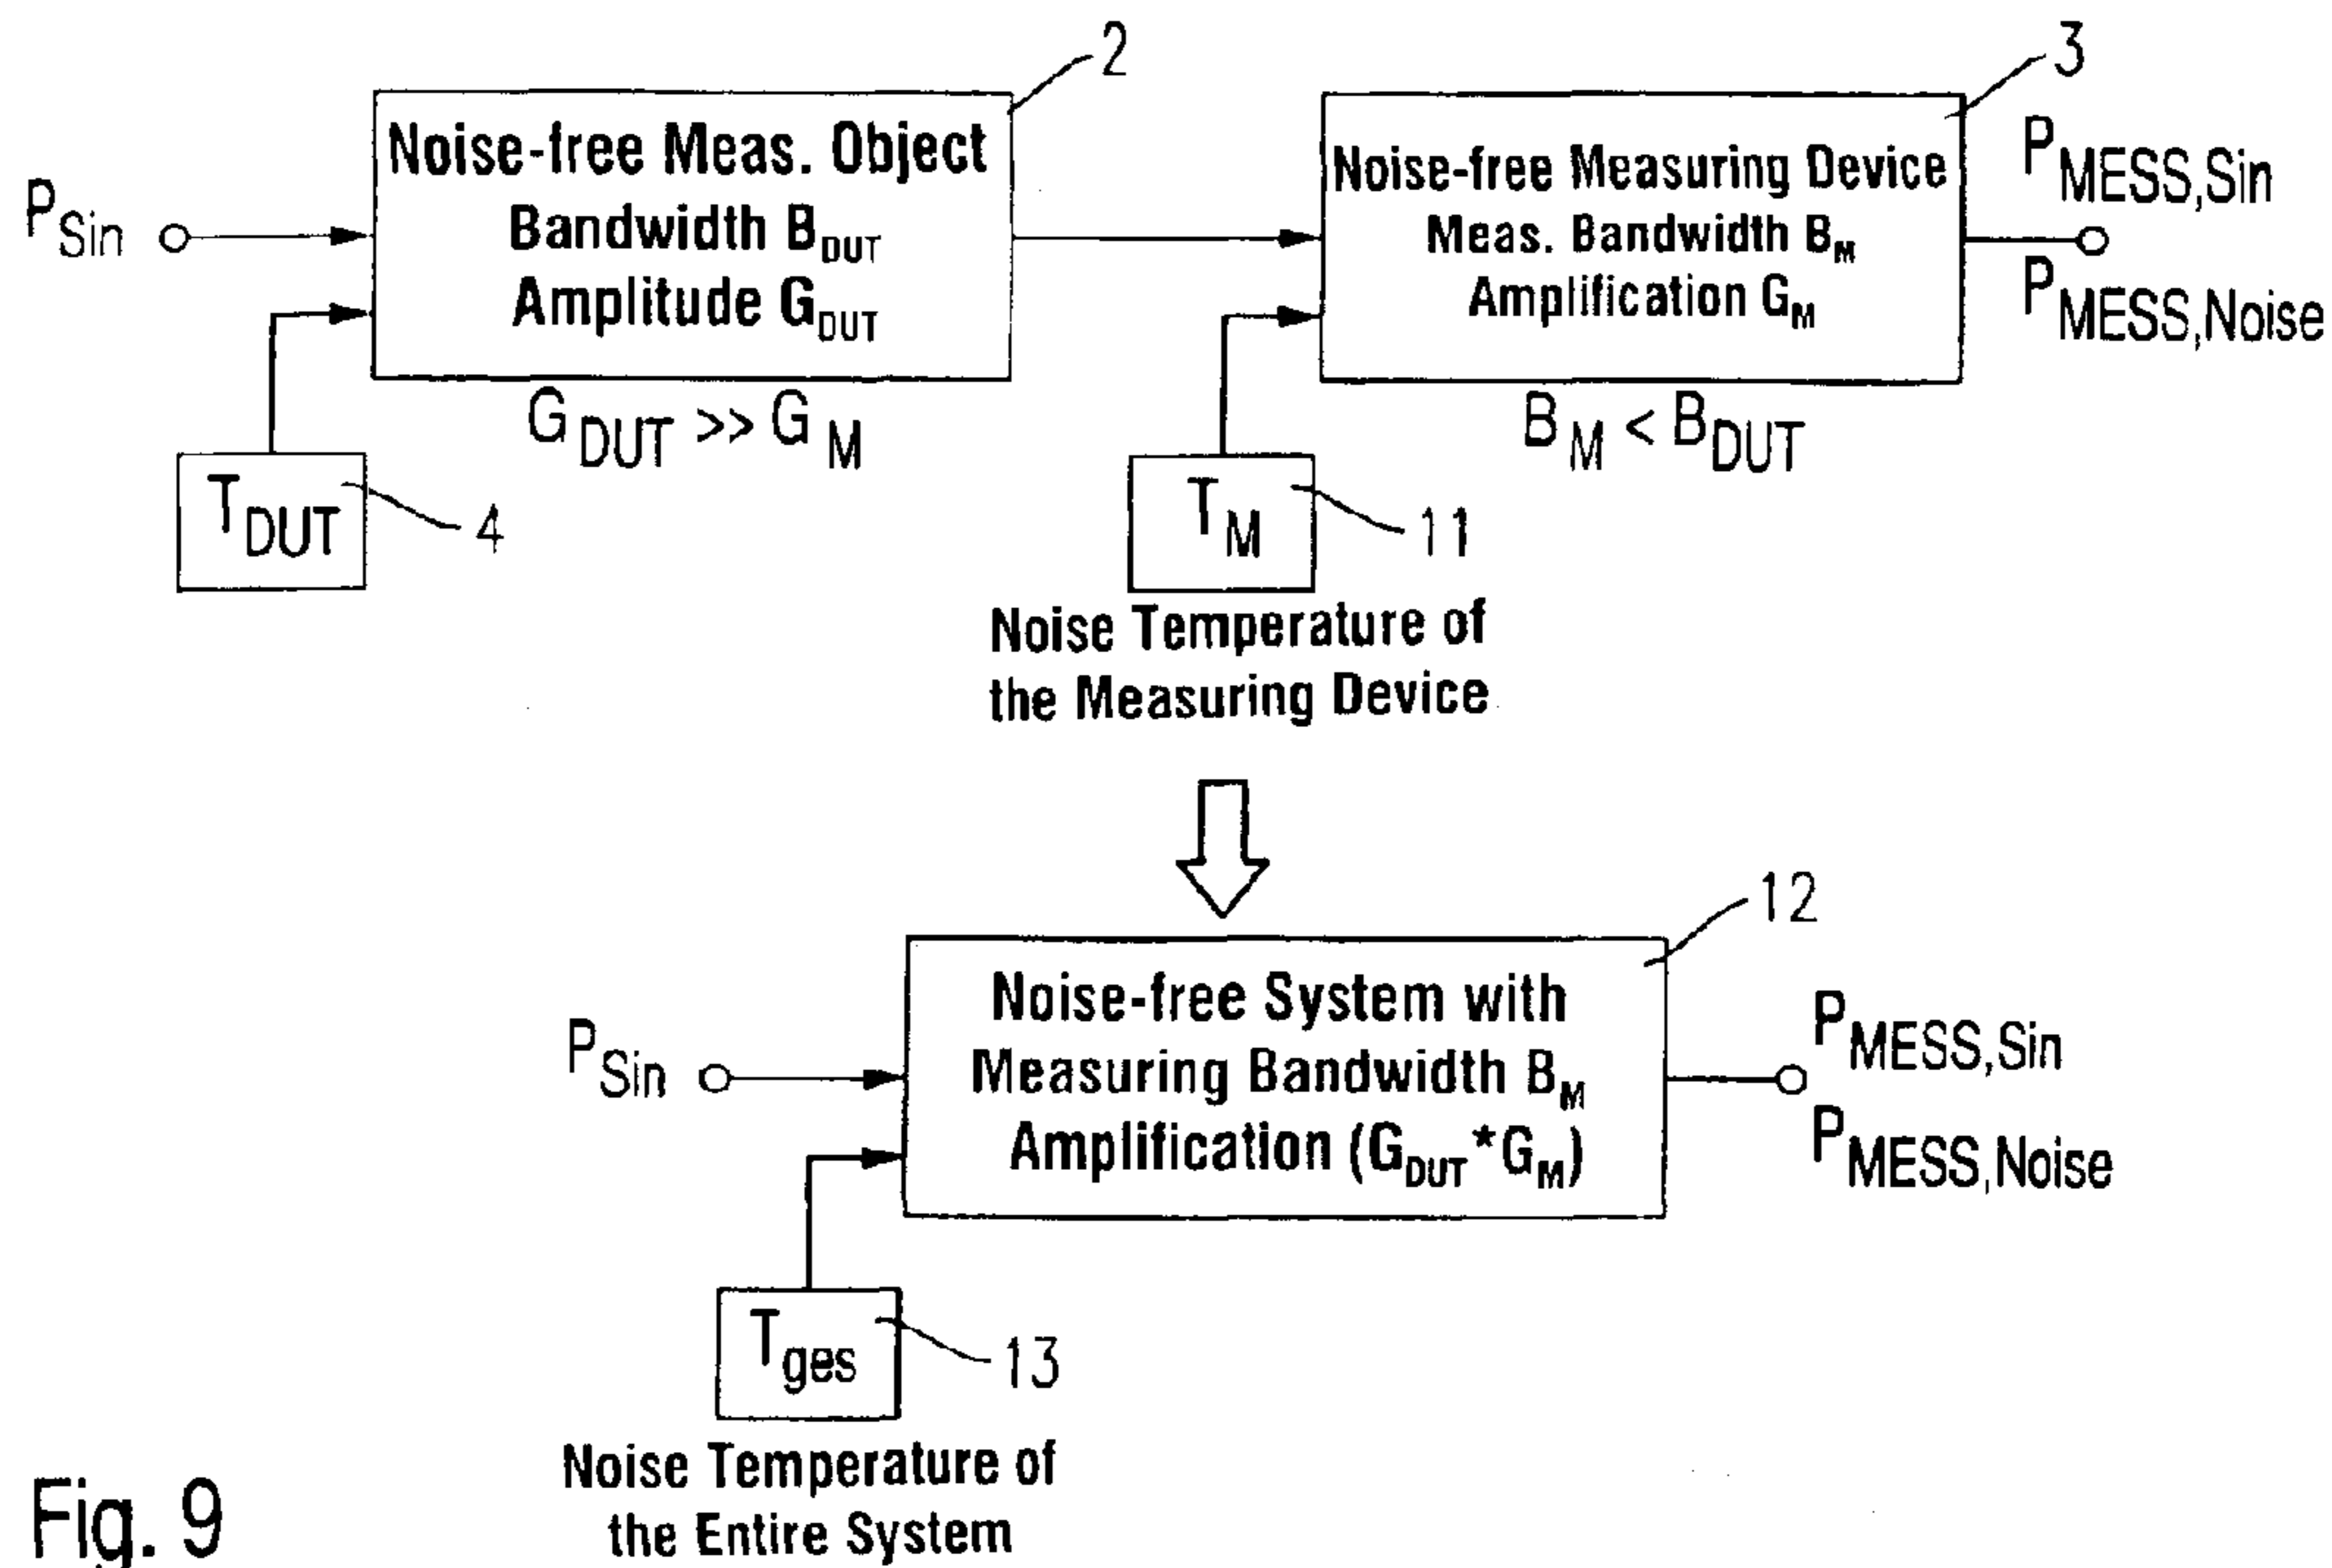 2
3
Noise-free Meas. Object
Bandwidth B_DUT
Amplitude G_DUT
Noise-free Measuring Device
Meas. Bandwidth B_M
Amplification G_M
P_Sin
P_MESS,Sin
P_MESS,Noise
G_DUT >> G_M
B_M < B_DUT
T_DUT
4
T_M
11
Noise Temperature of
the Measuring Device
12
Noise-free System with
Measuring Bandwidth B_M
Amplification (G_DUT*G_M)
P_Sin
P_MESS,Sin
P_MESS,Noise
T_ges
13
Noise Temperature of
the Entire System
Fig. 9